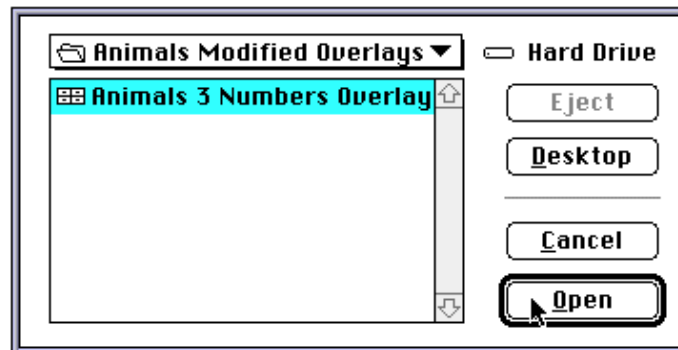 Animals Modified Overlays
Hard Drive
Animals 3 Numbers Overlay
Eject
Desktop
Cancel
Open